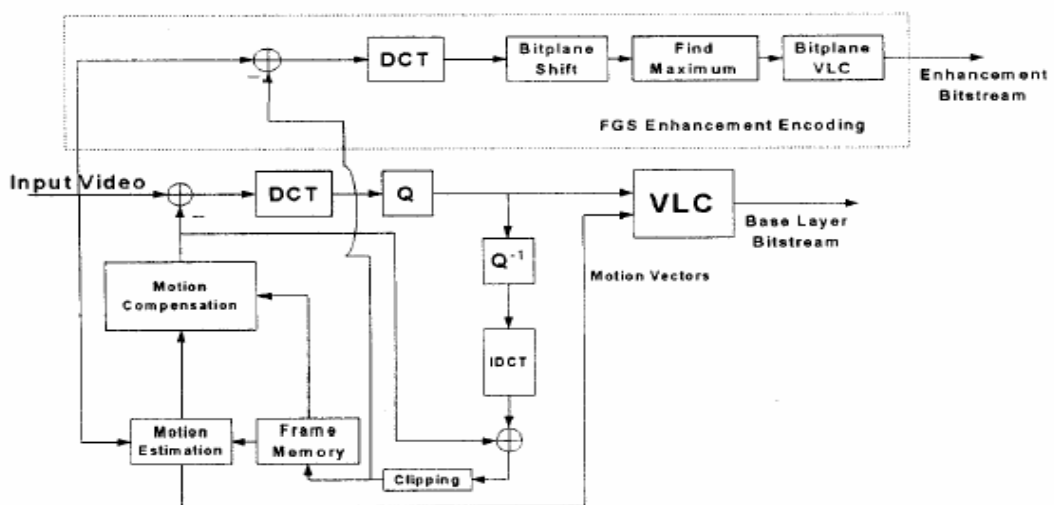 DCT
Bitplane
Shift
Find
Maximum
Bitplane
VLC
Enhancement
Bitstream
FGS Enhancement Encoding
Input Video
DCT
Q
VLC
Base Layer
Bitstream
Q⁻¹
Motion Vectors
Motion
Compensation
IDCT
Motion
Estimation
Frame
Memory
Clipping